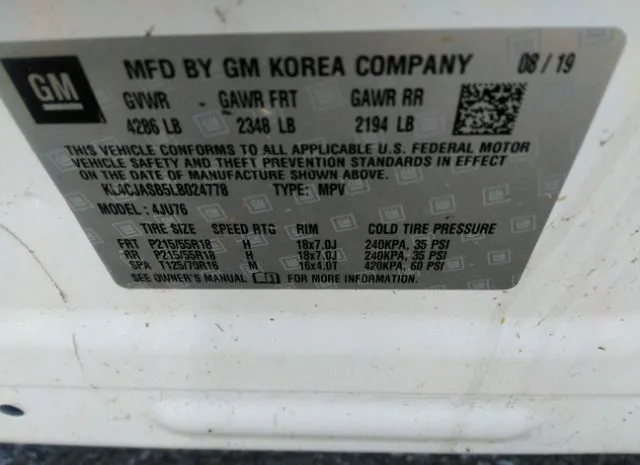 GM
MFD BY GM KOREA COMPANY 08/19
GVWR GAWR FRT GAWR RR
4286 LB 2348 LB 2194 LB
THIS VEHICLE CONFORMS TO ALL APPLICABLE U.S. FEDERAL MOTOR
VEHICLE SAFETY AND THEFT PREVENTION STANDARDS IN EFFECT
ON THE DATE OF MANUFACTURE SHOWN ABOVE.
KL4CJASB5LB024778 TYPE: MPV
MODEL: 4JU76
TIRE SIZE SPEED RTG RIM COLD TIRE PRESSURE
FRT P215/55R18 H 18x7.0J 240KPA, 35 PSI
RR P215/55R18 H 18x7.0J 240KPA, 35 PSI
SPA T125/70R16 M 16x4.0T 420KPA, 60 PSI
SEE OWNER'S MANUAL FOR MORE INFORMATION.